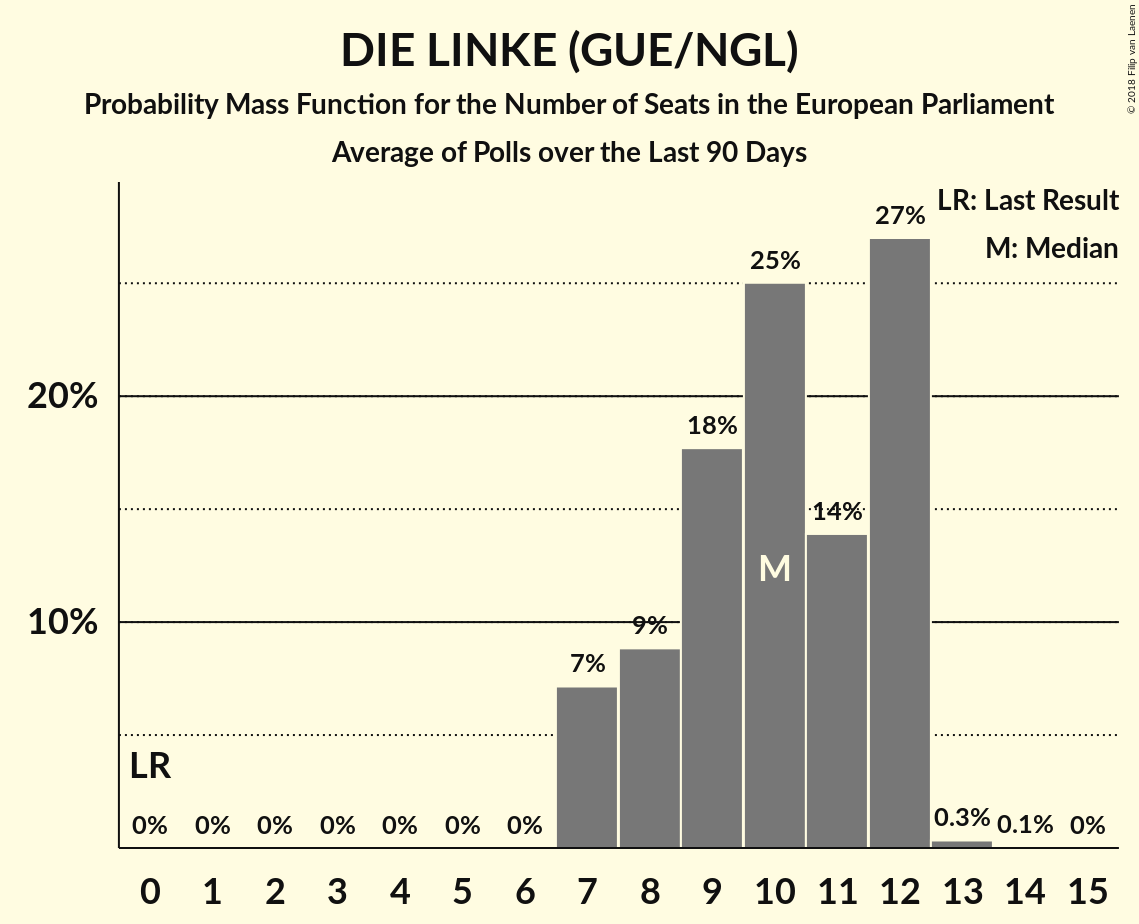 DIE LINKE (GUE/NGL)
Probability Mass Function for the Number of Seats in the European Parliament
Average of Polls over the Last 90 Days
© 2018 Filip van Laenen
LR: Last Result
M: Median
27%
25%
20%
18%
14%
M
10%
9%
7%
LR
0% 0% 0% 0% 0% 0% 0% 0.3% 0.1% 0%
0 1 2 3 4 5 6 7 8 9 10 11 12 13 14 15